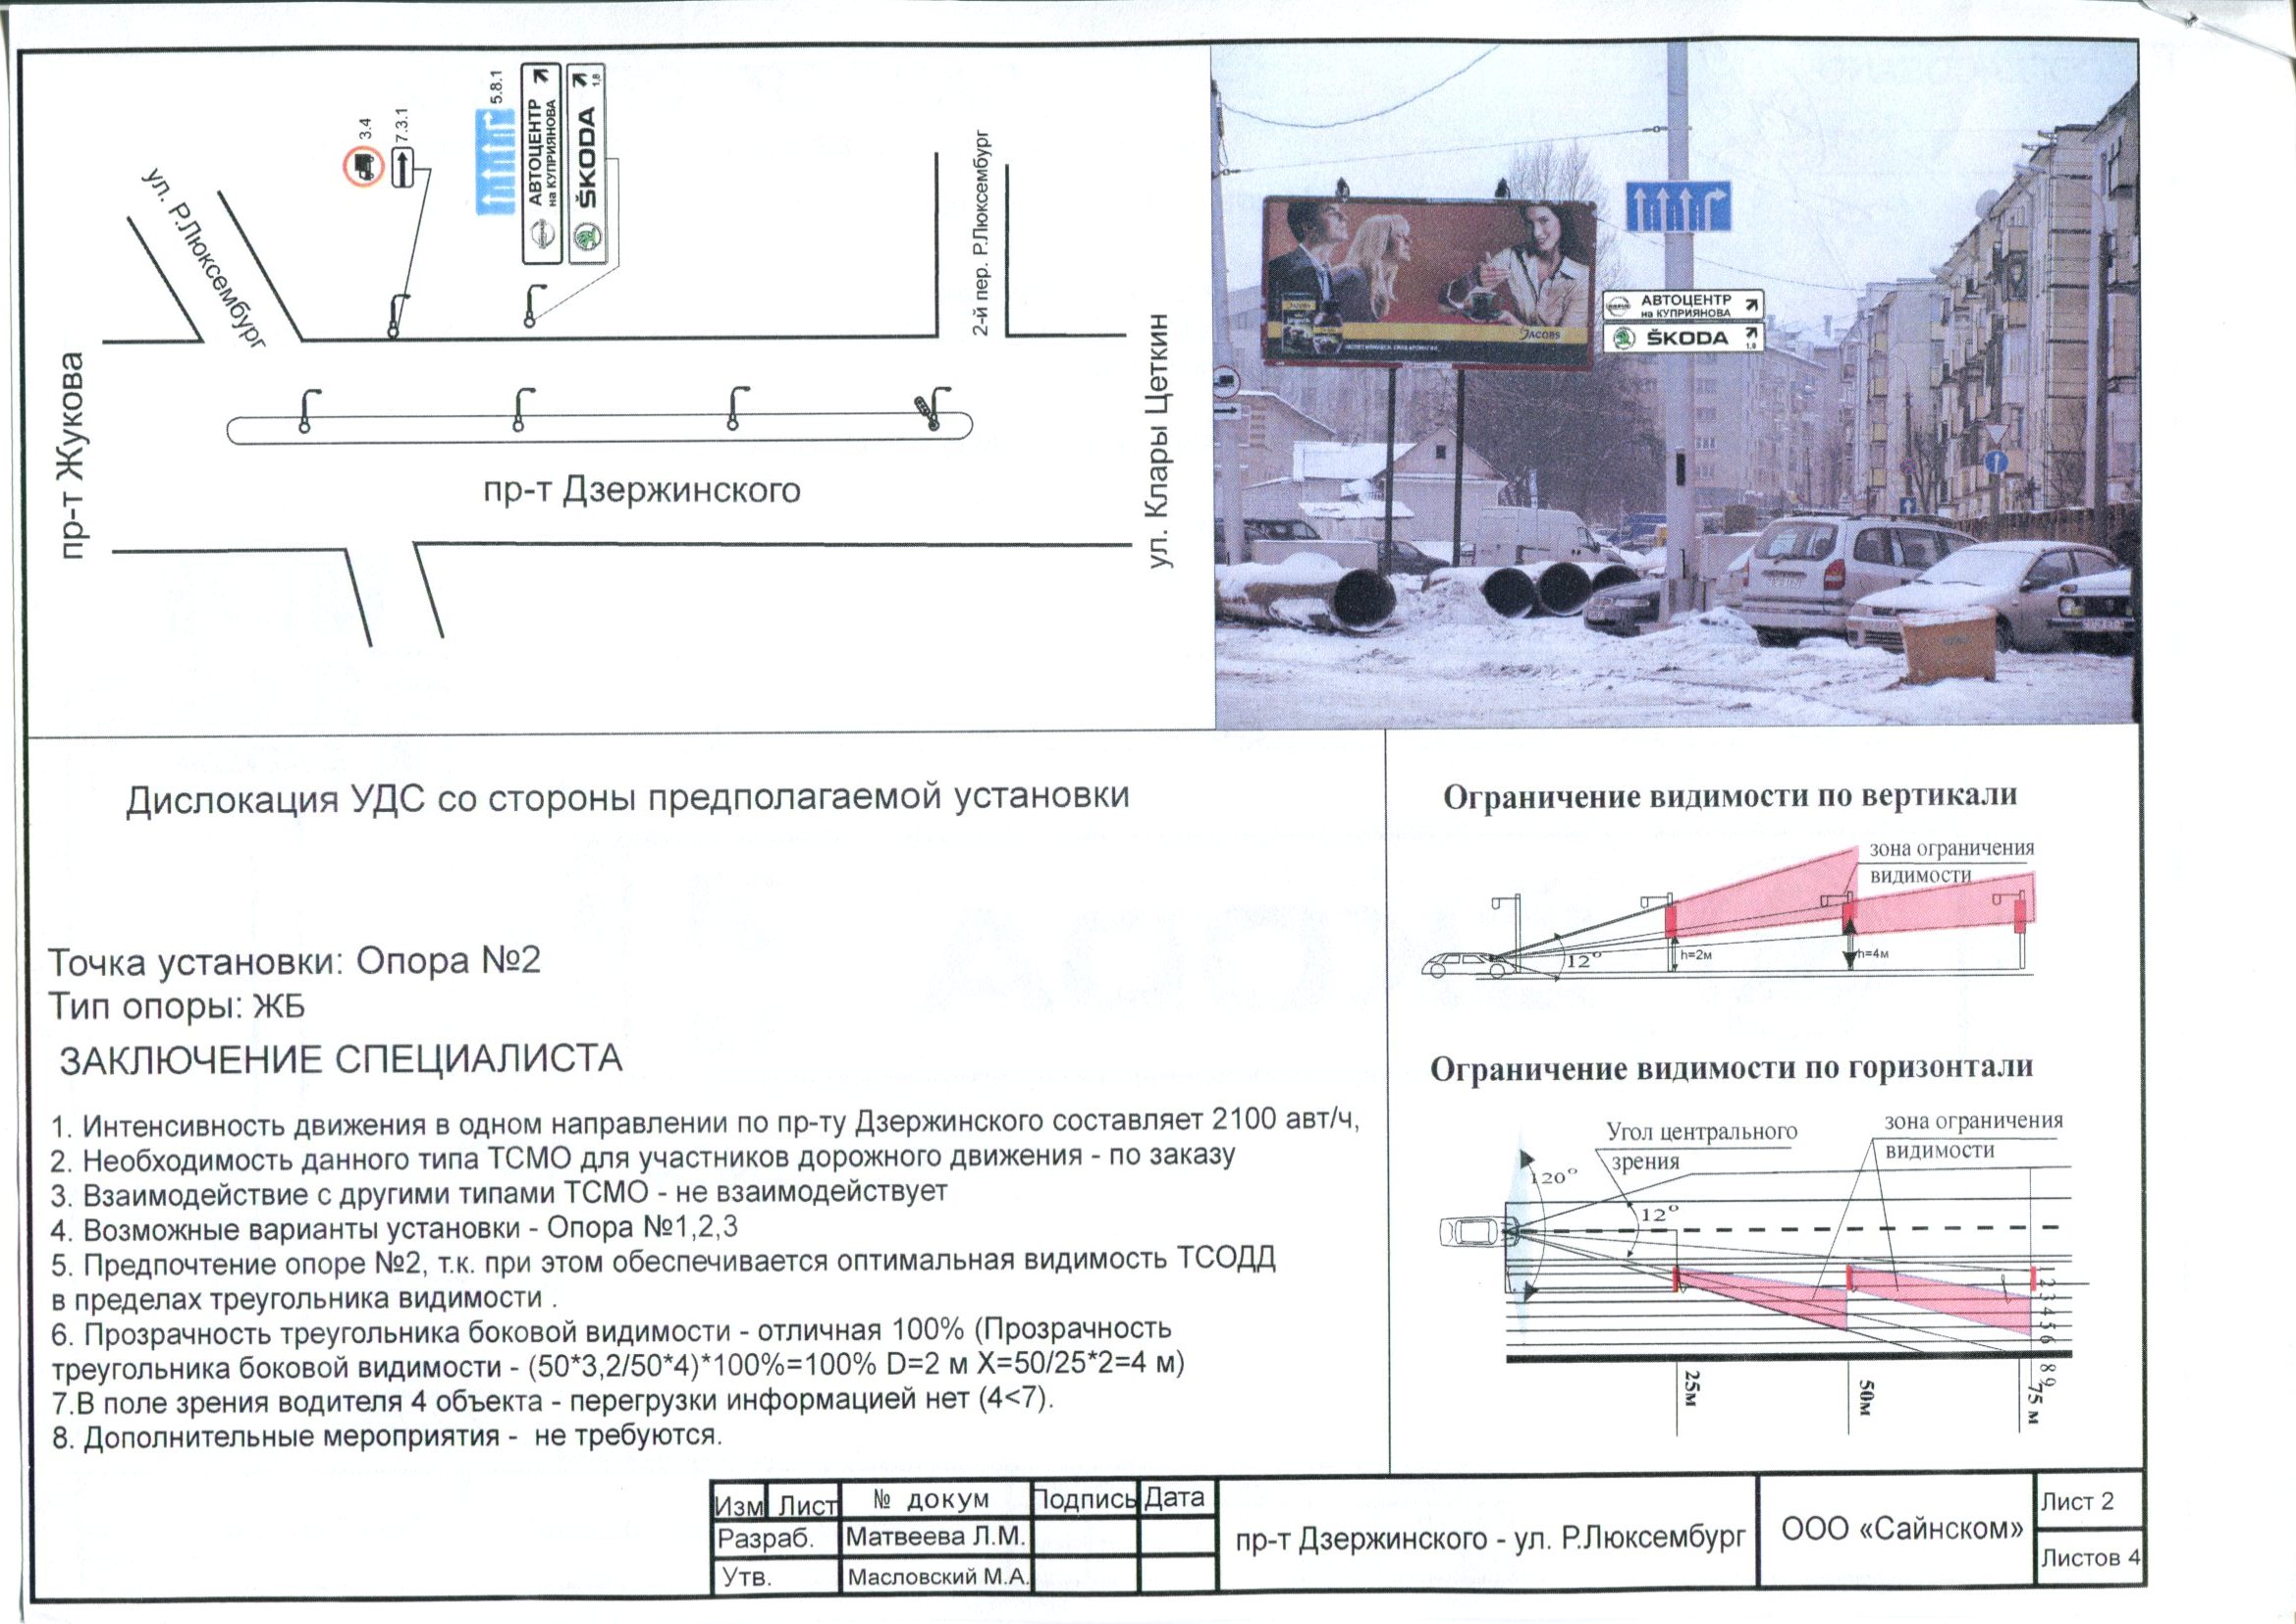 ул. Р.Люксембург
3.4
7.3.1
5.8.1
АВТОЦЕНТР
на КУПРИЯНОВА
ŠKODA
1,8
2-й пер. Р.Люксембург
пр-т Жукова
ул. Клары Цеткин
пр-т Дзержинского
JACOBS
АВТОЦЕНТР
на КУПРИЯНОВА
ŠKODA
1,8
Дислокация УДС со стороны предполагаемой установки
Точка установки: Опора №2
Тип опоры: ЖБ
ЗАКЛЮЧЕНИЕ СПЕЦИАЛИСТА
1. Интенсивность движения в одном направлении по пр-ту Дзержинского составляет 2100 авт/ч,
2. Необходимость данного типа ТСМО для участников дорожного движения - по заказу
3. Взаимодействие с другими типами ТСМО - не взаимодействует
4. Возможные варианты установки - Опора №1,2,3
5. Предпочтение опоре №2, т.к. при этом обеспечивается оптимальная видимость ТСОДД
в пределах треугольника видимости .
6. Прозрачность треугольника боковой видимости - отличная 100% (Прозрачность
треугольника боковой видимости - (50*3,2/50*4)*100%=100% D=2 м X=50/25*2=4 м)
7.В поле зрения водителя 4 объекта - перегрузки информацией нет (4<7).
8. Дополнительные мероприятия - не требуются.
Ограничение видимости по вертикали
зона ограничения
видимости
12°
h=2м
h=4м
Ограничение видимости по горизонтали
Угол центрального
зрения
зона ограничения
видимости
120°
12°
1 2 3 4 5 6
8 9
25м
50м
75 м
Изм Лист № докум Подпись Дата
Разраб. Матвеева Л.М.
Утв. Масловский М.А.
пр-т Дзержинского - ул. Р.Люксембург
ООО «Сайнском»
Лист 2
Листов 4